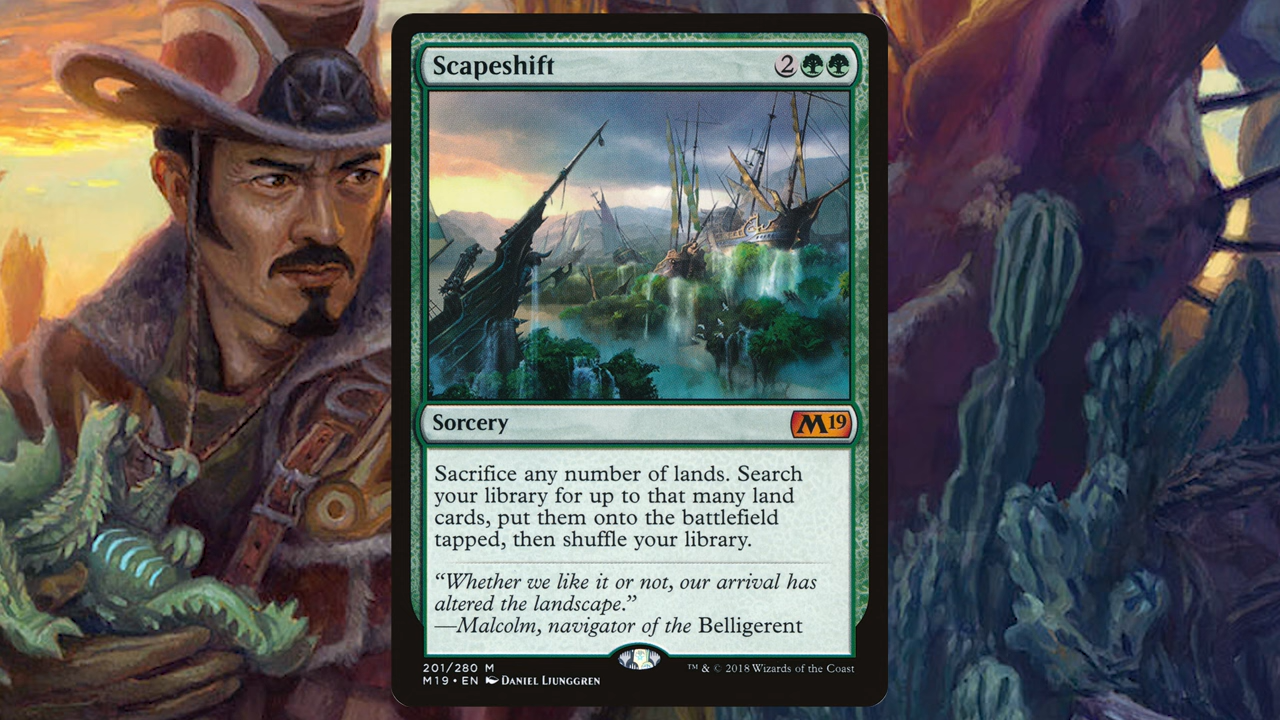 Scapeshift 2
Sorcery M19
Sacrifice any number of lands. Search
your library for up to that many land
cards, put them onto the battlefield
tapped, then shuffle your library.
“Whether we like it or not, our arrival has
altered the landscape.”
—Malcolm, navigator of the Belligerent
201/280 M ™ & © 2018 Wizards of the Coast
M19 • EN Daniel Ljunggren